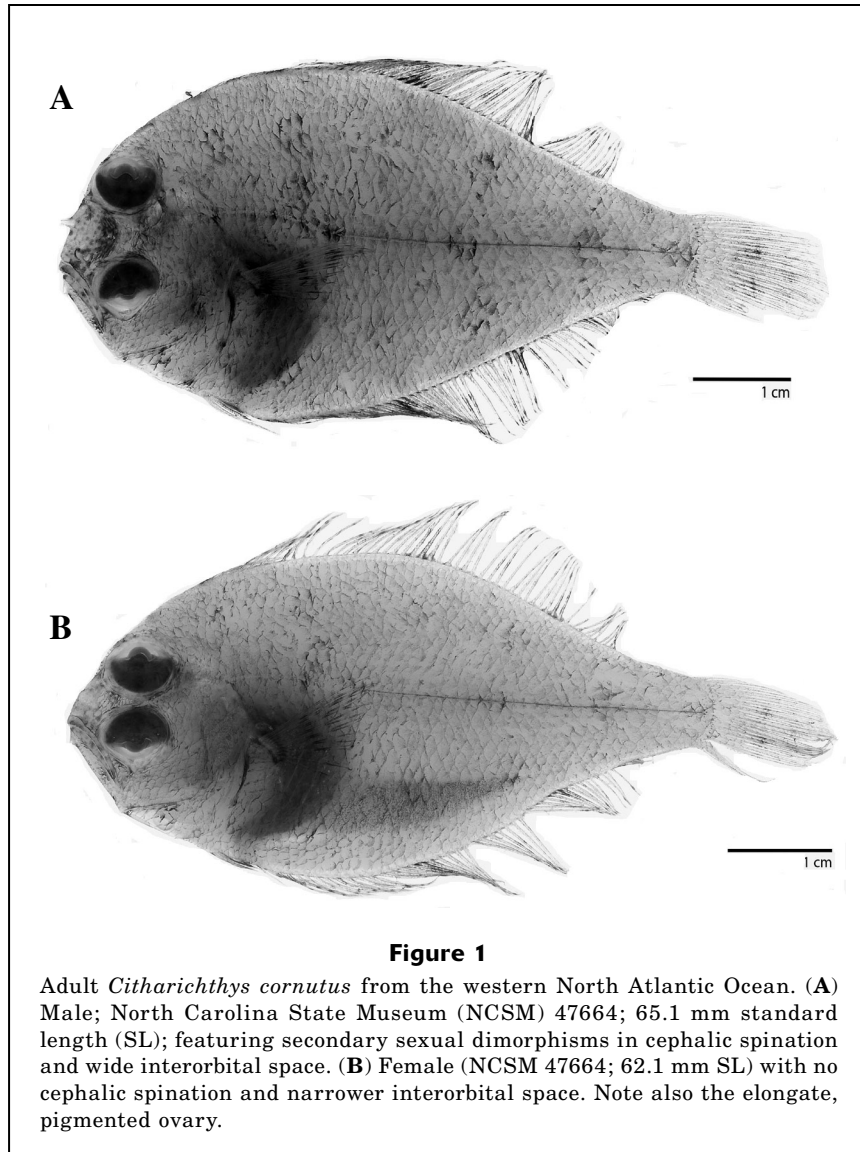 A
1 cm
B
1 cm
Figure 1
Adult Citharichthys cornutus from the western North Atlantic Ocean. (A)
Male; North Carolina State Museum (NCSM) 47664; 65.1 mm standard
length (SL); featuring secondary sexual dimorphisms in cephalic spination
and wide interorbital space. (B) Female (NCSM 47664; 62.1 mm SL) with no
cephalic spination and narrower interorbital space. Note also the elongate,
pigmented ovary.